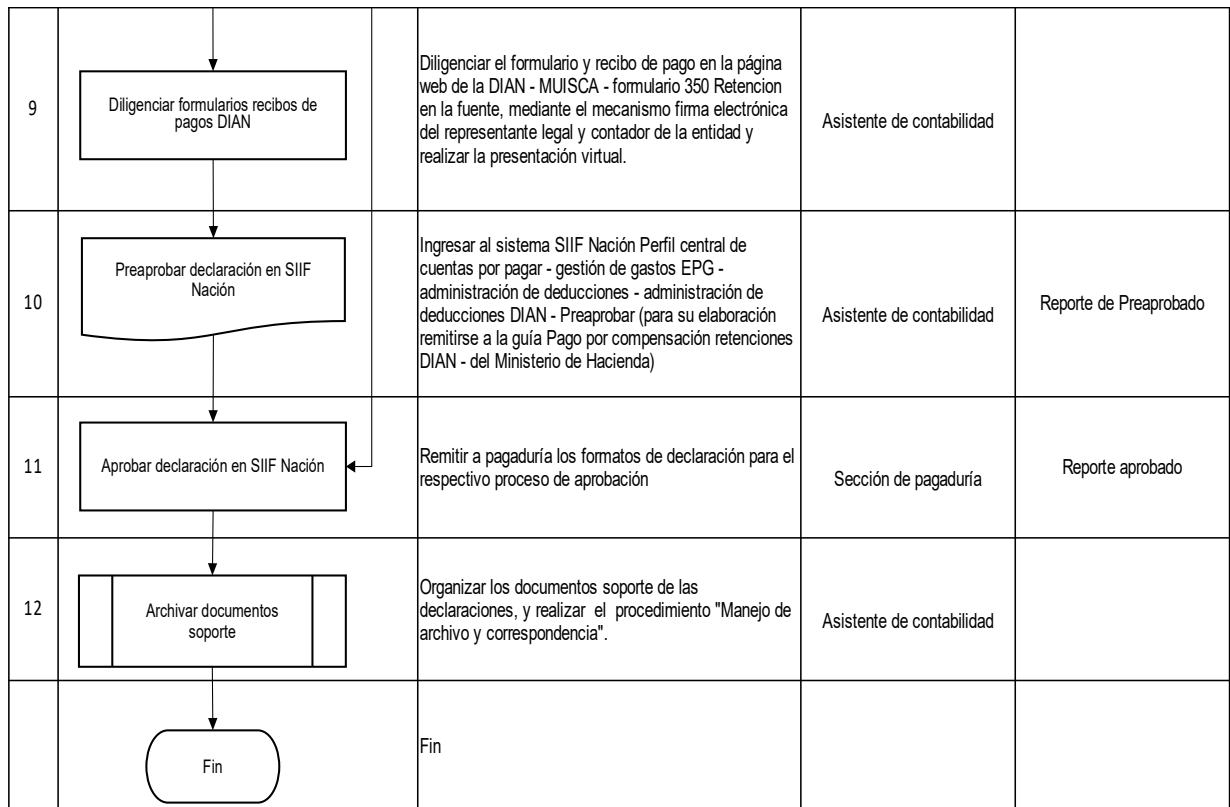 9
Diligenciar formularios recibos de
pagos DIAN
Diligenciar el formulario y recibo de pago en la página
web de la DIAN - MUISCA - formulario 350 Retencion
en la fuente, mediante el mecanismo firma electrónica
del representante legal y contador de la entidad y
realizar la presentación virtual.
Asistente de contabilidad
10
Preaprobar declaración en SIIF
Nación
Ingresar al sistema SIIF Nación Perfil central de
cuentas por pagar - gestión de gastos EPG -
administración de deducciones - administración de
deducciones DIAN - Preaprobar (para su elaboración
remitirse a la guía Pago por compensación retenciones
DIAN - del Ministerio de Hacienda)
Asistente de contabilidad
Reporte de Preaprobado
11
Aprobar declaración en SIIF Nación
Remitir a pagaduría los formatos de declaración para el
respectivo proceso de aprobación
Sección de pagaduría
Reporte aprobado
12
Archivar documentos
soporte
Organizar los documentos soporte de las
declaraciones, y realizar el procedimiento "Manejo de
archivo y correspondencia".
Asistente de contabilidad
Fin
Fin